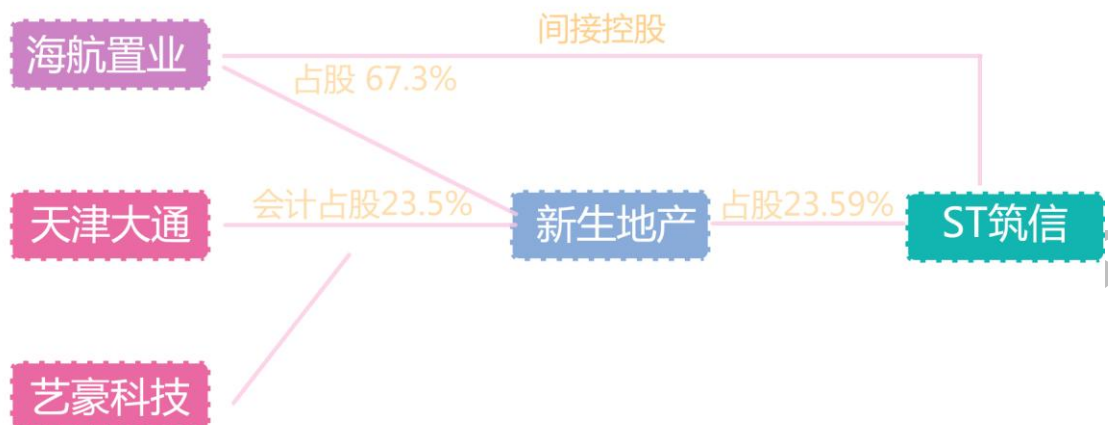 间接控股
海航置业
占股 67.3%
天津大通
会计占股23.5%
新生地产
占股23.59%
ST筑信
艺豪科技